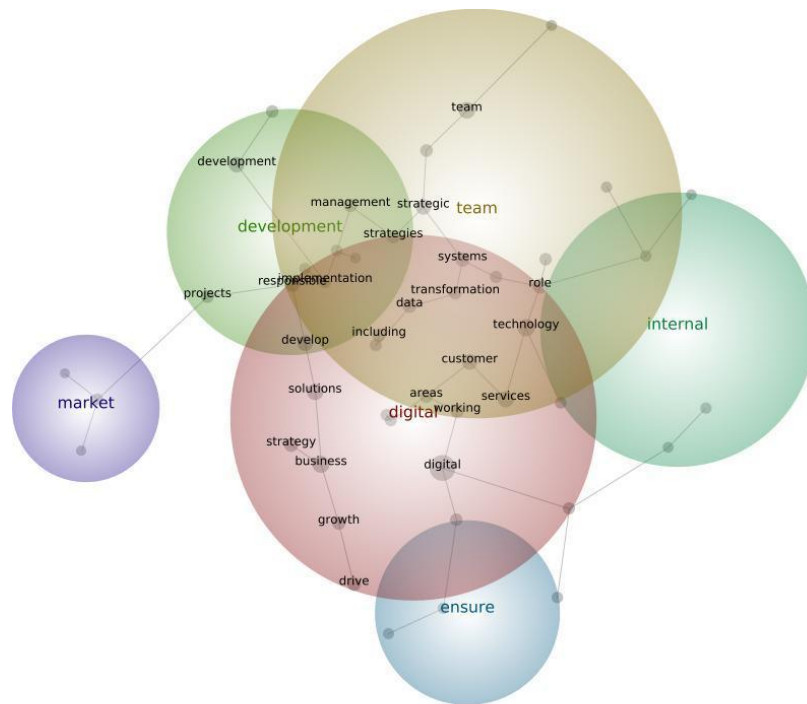 team
development
management
strategic
team
development
strategies
systems
implementation
responsible
role
transformation
projects
data
technology
internal
including
develop
customer
solutions
areas
services
market
digital
working
strategy
business
digital
growth
drive
ensure